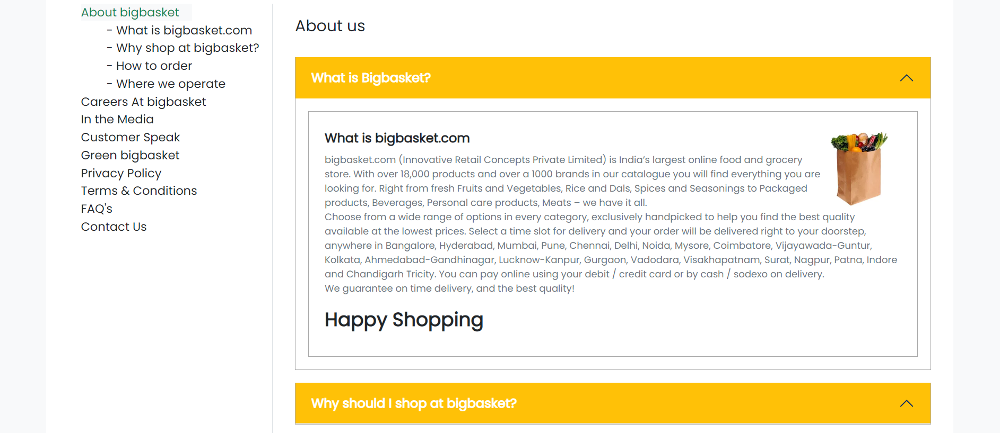 About bigbasket
- What is bigbasket.com
- Why shop at bigbasket?
- How to order
- Where we operate
Careers At bigbasket
In the Media
Customer Speak
Green bigbasket
Privacy Policy
Terms & Conditions
FAQ's
Contact Us
About us
What is Bigbasket?
What is bigbasket.com
bigbasket.com (Innovative Retail Concepts Private Limited) is India’s largest online food and grocery
store. With over 18,000 products and over a 1000 brands in our catalogue you will find everything you are
looking for. Right from fresh Fruits and Vegetables, Rice and Dals, Spices and Seasonings to Packaged
products, Beverages, Personal care products, Meats – we have it all.
Choose from a wide range of options in every category, exclusively handpicked to help you find the best quality
available at the lowest prices. Select a time slot for delivery and your order will be delivered right to your doorstep,
anywhere in Bangalore, Hyderabad, Mumbai, Pune, Chennai, Delhi, Noida, Mysore, Coimbatore, Vijayawada-Guntur,
Kolkata, Ahmedabad-Gandhinagar, Lucknow-Kanpur, Gurgaon, Vadodara, Visakhapatnam, Surat, Nagpur, Patna, Indore
and Chandigarh Tricity. You can pay online using your debit / credit card or by cash / sodexo on delivery.
We guarantee on time delivery, and the best quality!
Happy Shopping
Why should I shop at bigbasket?